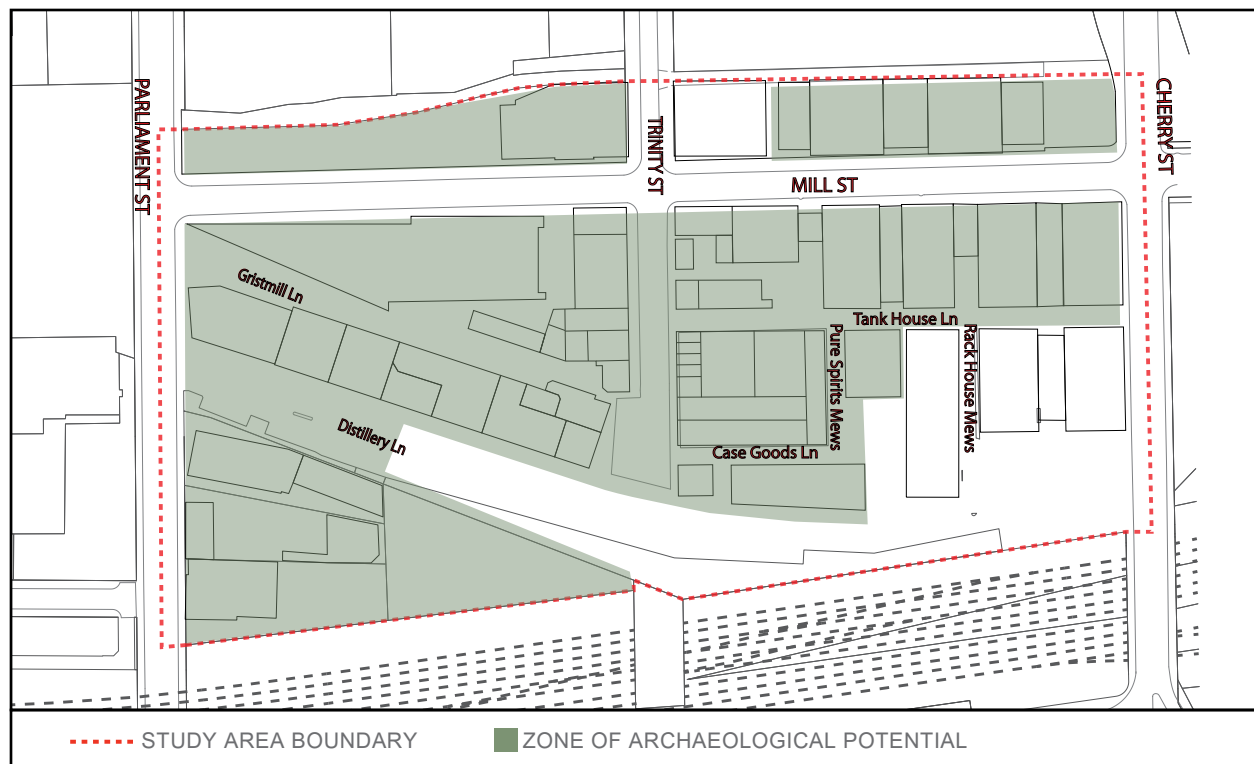 PARLIAMENT ST
TRINITY ST
CHERRY ST
MILL ST
Gristmill Ln
Tank House Ln
Pure Spirits Mews
Rack House Mews
Distillery Ln
Case Goods Ln
STUDY AREA BOUNDARY
ZONE OF ARCHAEOLOGICAL POTENTIAL